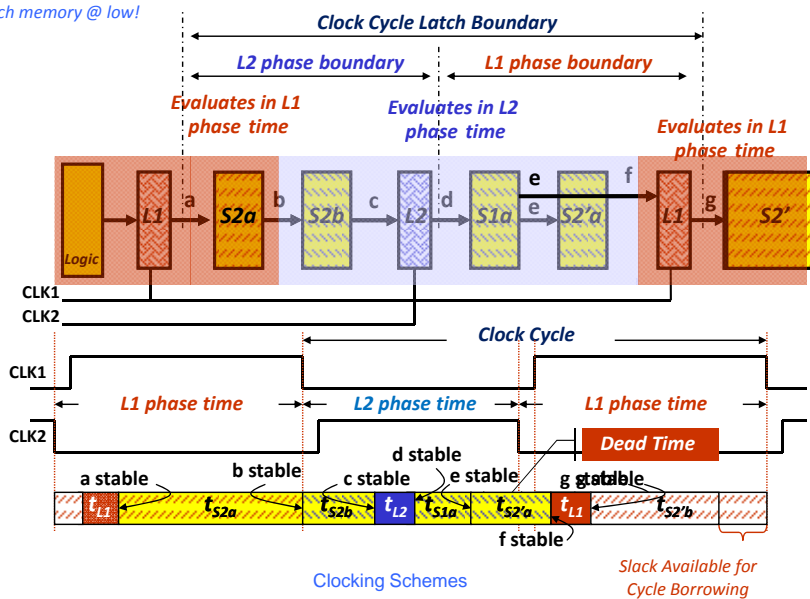 ch memory @ low!
Clock Cycle Latch Boundary
L2 phase boundary
L1 phase boundary
Evaluates in L1
phase time
Evaluates in L2
phase time
Evaluates in L1
phase time
Logic
L1
a
S2a
b
S2b
c
L2
d
S1a
e
e
S2'a
f
L1
g
S2'
CLK1
CLK2
Clock Cycle
CLK1
L1 phase time
L2 phase time
L1 phase time
CLK2
Dead Time
a stable
b stable
c stable
d stable
e stable
g stable
tL1
tS2a
tS2b
tL2
tS1a
tS2'a
tL1
tS2'b
f stable
Clocking Schemes
Slack Available for
Cycle Borrowing